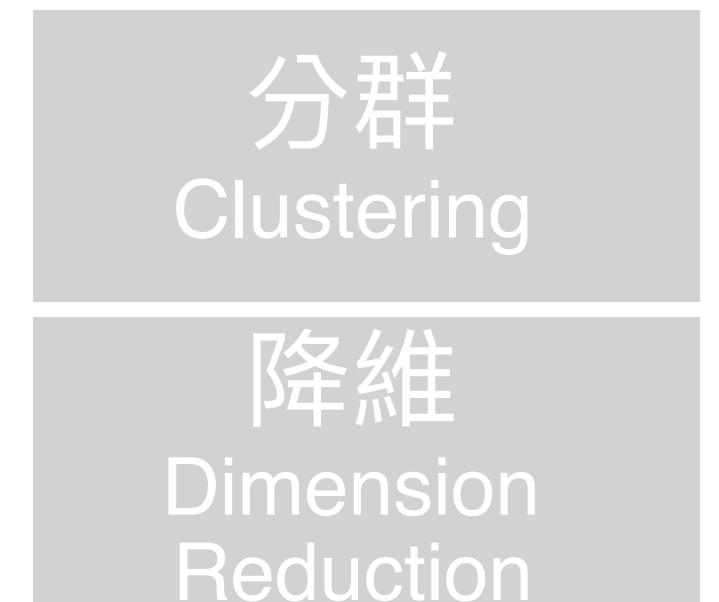 分群
Clustering
降維
Dimension
Reduction